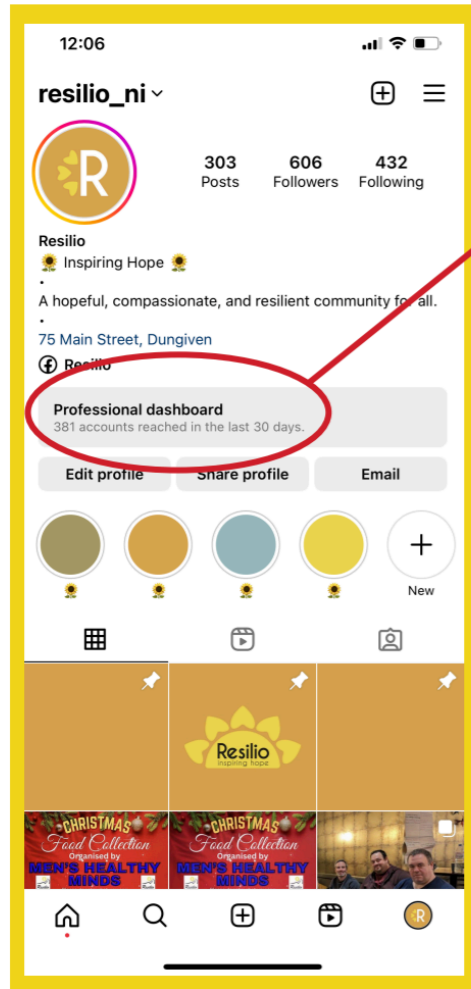 12:06
resilio_ni
303 606 432
Posts Followers Following
Resilio
🌻 Inspiring Hope 🌻
.
A hopeful, compassionate, and resilient community for all.
.
75 Main Street, Dungiven
Resilio
Professional dashboard
381 accounts reached in the last 30 days.
Edit profile Share profile Email
New
Resilio
inspiring hope
CHRISTMAS
Food Collection
Organised by
MEN'S HEALTHY
MINDS
CHRISTMAS
Food Collection
Organised by
MEN'S HEALTHY
MINDS